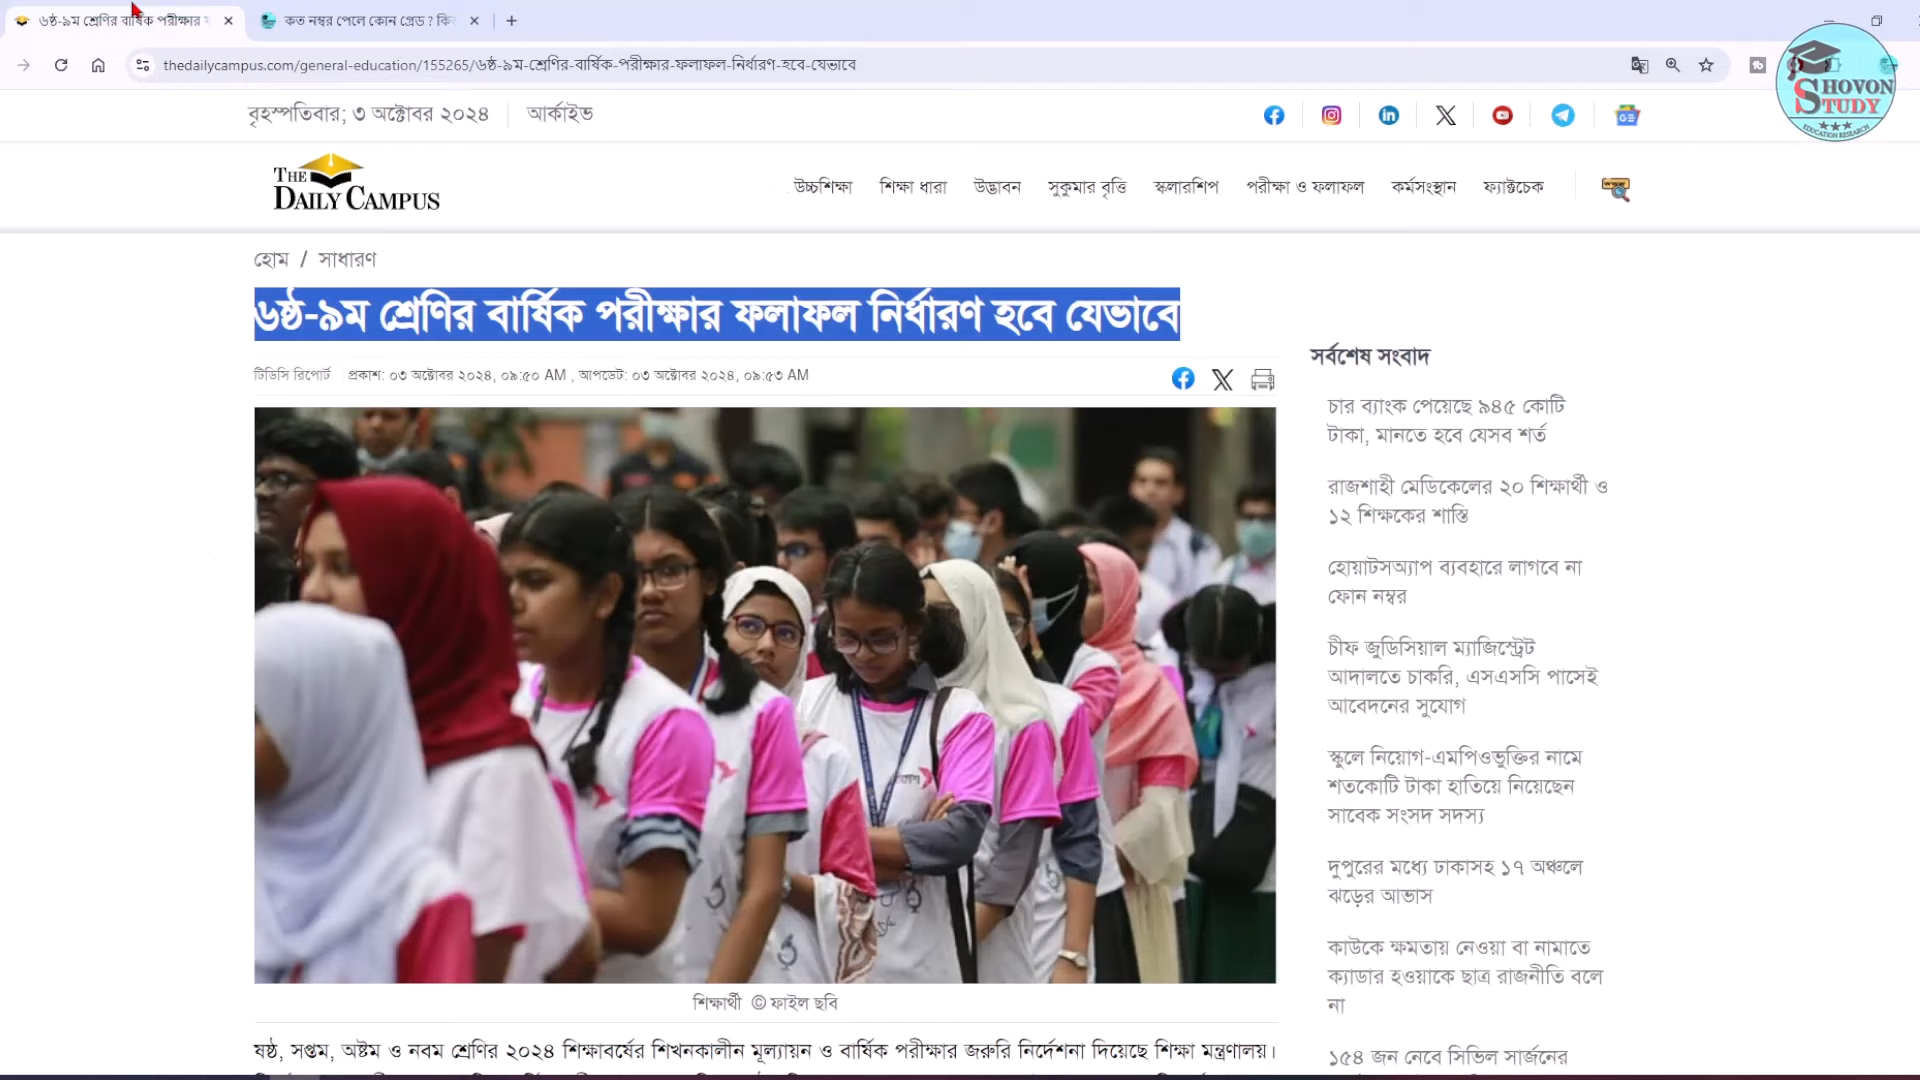 ৬ষ্ঠ-৯ম শ্রেণির বার্ষিক পরীক্ষার
কত নম্বর পেলে কোন গ্রেড ?
thedailycampus.com/general-education/155265/৬ষ্ঠ-৯ম-শ্রেণির-বার্ষিক-পরীক্ষার-ফলাফল-নির্ধারণ-হবে-যেভাবে
SHOVON
STUDY
EDUCATION RESEARCH
বৃহস্পতিবার; ৩ অক্টোবর ২০২৪
আর্কাইভ
THE
DAILY CAMPUS
উচ্চশিক্ষা শিক্ষা ধারা উদ্ভাবন সুকুমার বৃত্তি স্কলারশিপ পরীক্ষা ও ফলাফল কর্মসংস্থান ফ্যাক্টচেক
হোম / সাধারণ
৬ষ্ঠ-৯ম শ্রেণির বার্ষিক পরীক্ষার ফলাফল নির্ধারণ হবে যেভাবে
টিডিসি রিপোর্ট
প্রকাশ: ০৩ অক্টোবর ২০২৪, ০৯:৫০ AM , আপডেট: ০৩ অক্টোবর ২০২৪, ০৯:৫৩ AM
শিক্ষার্থী © ফাইল ছবি
ষষ্ঠ, সপ্তম, অষ্টম ও নবম শ্রেণির ২০২৪ শিক্ষাবর্ষের শিখনকালীন মূল্যায়ন ও বার্ষিক পরীক্ষার জরুরি নির্দেশনা দিয়েছে শিক্ষা মন্ত্রণালয়।
সর্বশেষ সংবাদ
চার ব্যাংক পেয়েছে ৯৪৫ কোটি
টাকা, মানতে হবে যেসব শর্ত
রাজশাহী মেডিকেলের ২০ শিক্ষার্থী ও
১২ শিক্ষকের শাস্তি
হোয়াটসঅ্যাপ ব্যবহারে লাগবে না
ফোন নম্বর
চীফ জুডিসিয়াল ম্যাজিস্ট্রেট
আদালতে চাকরি, এসএসসি পাসেই
আবেদনের সুযোগ
স্কুলে নিয়োগ-এমপিওভুক্তির নামে
শতকোটি টাকা হাতিয়ে নিয়েছেন
সাবেক সংসদ সদস্য
দুপুরের মধ্যে ঢাকাসহ ১৭ অঞ্চলে
ঝড়ের আভাস
কাউকে ক্ষমতায় নেওয়া বা নামাতে
ক্যাডার হওয়াকে ছাত্র রাজনীতি বলে
না
১৫৪ জন নেবে সিভিল সার্জনের